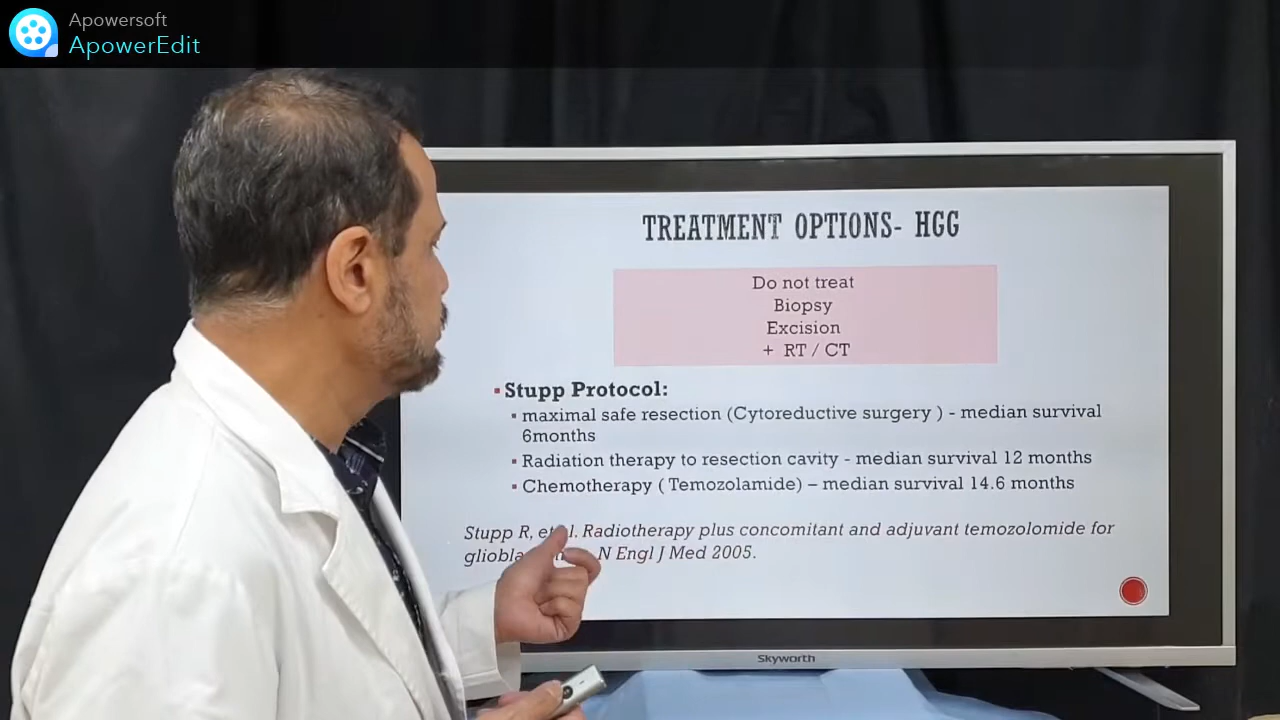 Apowersoft
ApowerEdit
TREATMENT OPTIONS- HGG
Do not treat
Biopsy
Excision
+ RT / CT
Stupp Protocol:
maximal safe resection (Cytoreductive surgery ) - median survival
6months
Radiation therapy to resection cavity - median survival 12 months
Chemotherapy ( Temozolamide) – median survival 14.6 months
Stupp R, et al. Radiotherapy plus concomitant and adjuvant temozolomide for
N Engl J Med 2005.
Skyworth